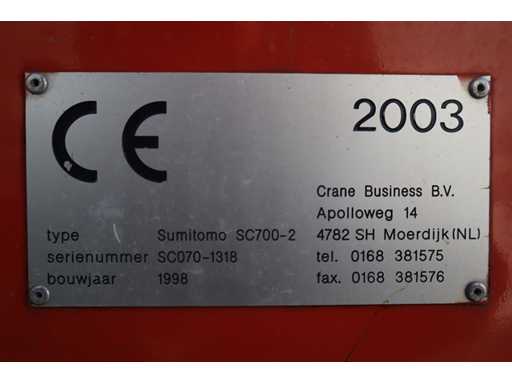 CE 2003
Crane Business B.V.
Apolloweg 14
type Sumitomo SC700-2 4782 SH Moerdijk(NL)
serienummer SC070-1318 tel. 0168 381575
bouwjaar 1998 fax. 0168 381576